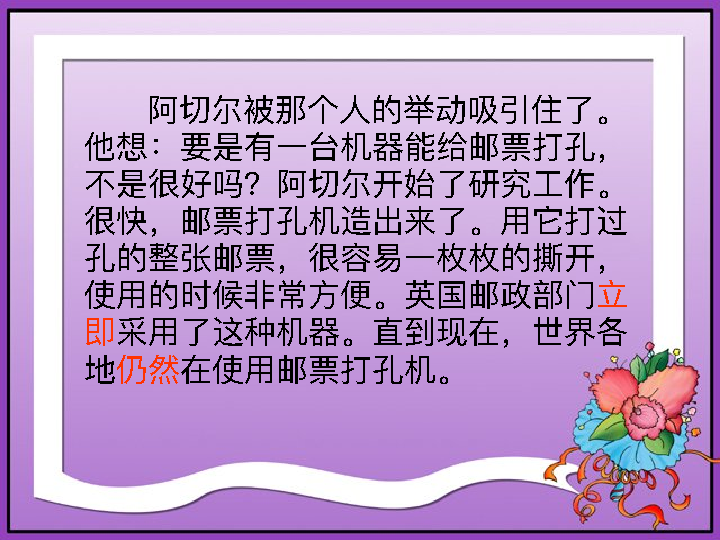 阿切尔被那个人的举动吸引住了。
他想：要是有一台机器能给邮票打孔，
不是很好吗？阿切尔开始了研究工作。
很快，邮票打孔机造出来了。用它打过
孔的整张邮票，很容易一枚枚的撕开，
使用的时候非常方便。英国邮政部门立
即采用了这种机器。直到现在，世界各
地仍然在使用邮票打孔机。